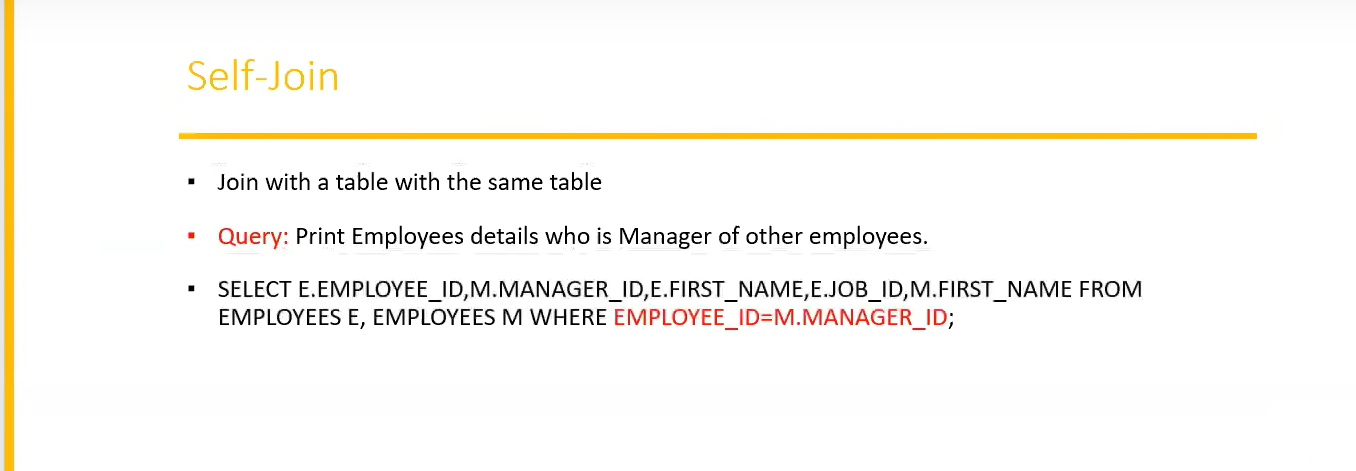 Self-Join
▪ Join with a table with the same table
▪ Query: Print Employees details who is Manager of other employees.
▪ SELECT E.EMPLOYEE_ID,M.MANAGER_ID,E.FIRST_NAME,E.JOB_ID,M.FIRST_NAME FROM
EMPLOYEES E, EMPLOYEES M WHERE EMPLOYEE_ID=M.MANAGER_ID;